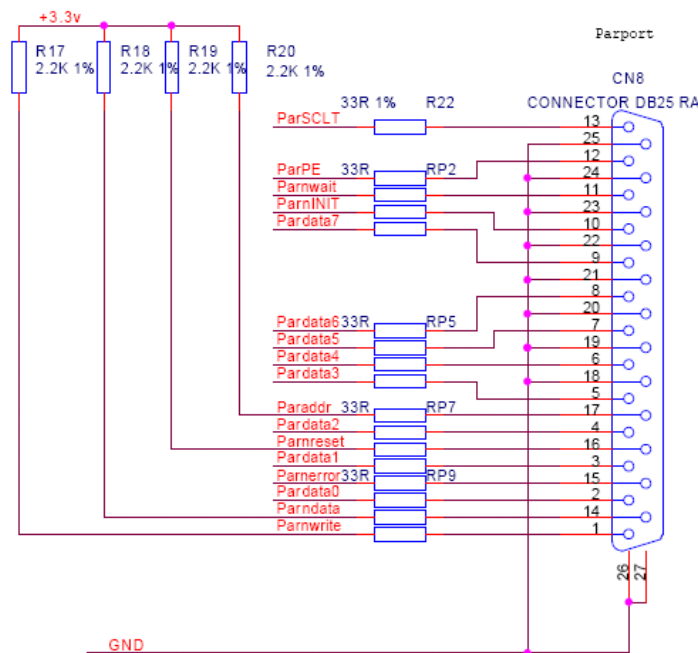 +3.3v
Parport
R17 R18 R19 R20
2.2K 1% 2.2K 1% 2.2K 1% 2.2K 1%
CN8
CONNECTOR DB25 RA
33R 1% R22
ParSCLT 13
25
12
ParPE 33R RP2 24
Parnwait 11
ParnINIT 23
Pardata7 10
22
9
21
8
20
Pardata6 33R RP5 7
Pardata5 19
Pardata4 6
Pardata3 18
5
Paraddr 33R RP7 17
Pardata2 4
Parnreset 16
Pardata1 3
Parnerror 33R RP9 15
Pardata0 2
Parndata 14
Parnwrite 1
26 27
GND